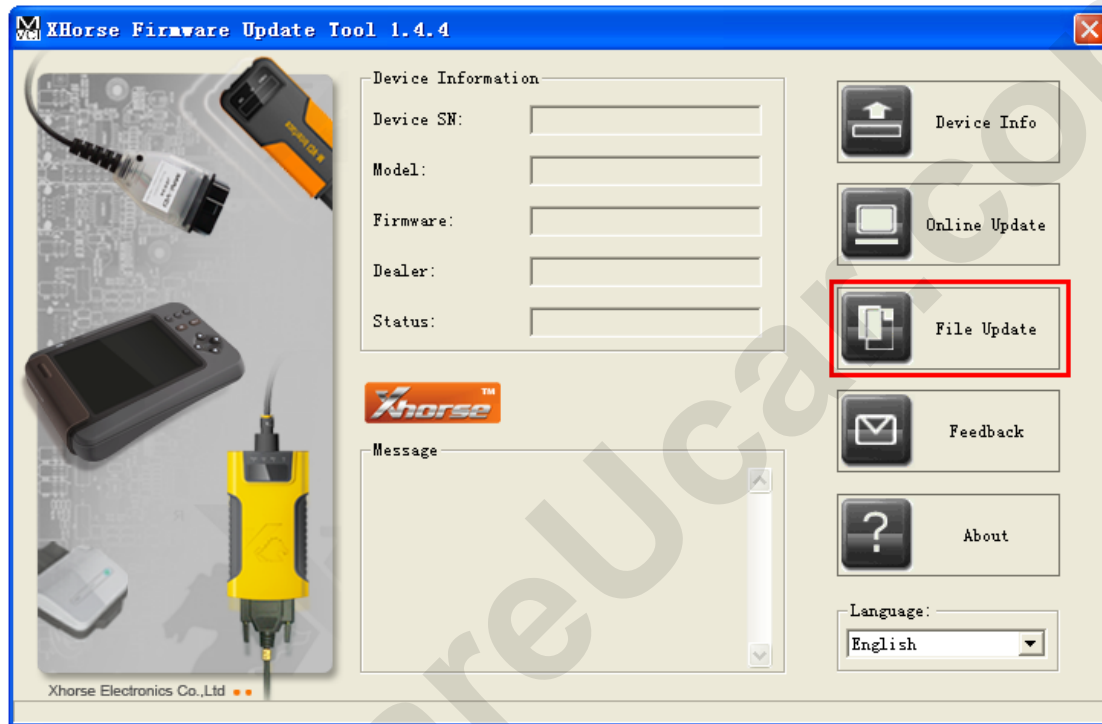 XHorse Firmware Update Tool 1.4.4
Device Information
Device SN:
Model:
Firmware:
Dealer:
Status:
Xhorse TM
Message
Device Info
Online Update
File Update
Feedback
About
Language:
English
Xhorse Electronics Co.,Ltd